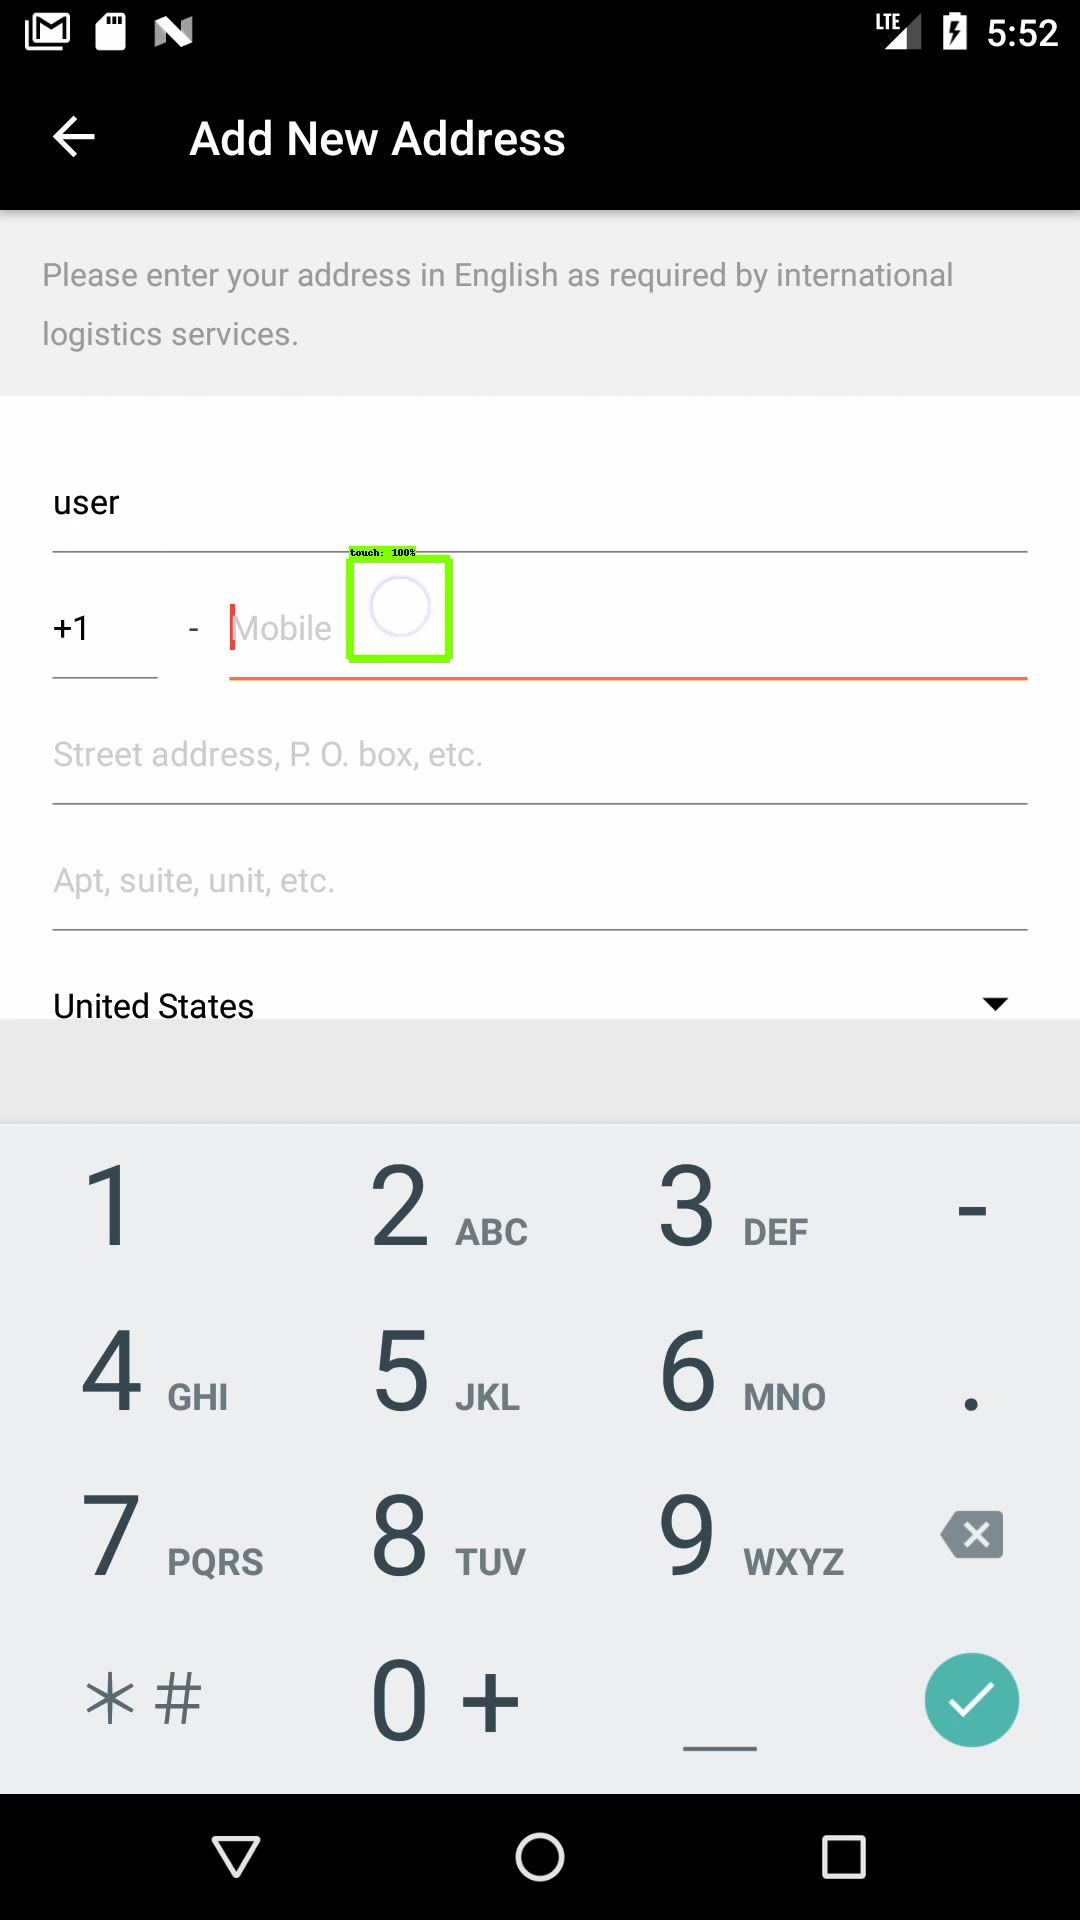 LTE 5:52
Add New Address
Please enter your address in English as required by international
logistics services.
user
touch: 100%
+1 - Mobile
Street address, P. O. box, etc.
Apt, suite, unit, etc.
United States
1 2 ABC 3 DEF -
4 GHI 5 JKL 6 MNO .
7 PQRS 8 TUV 9 WXYZ
*# 0 + _